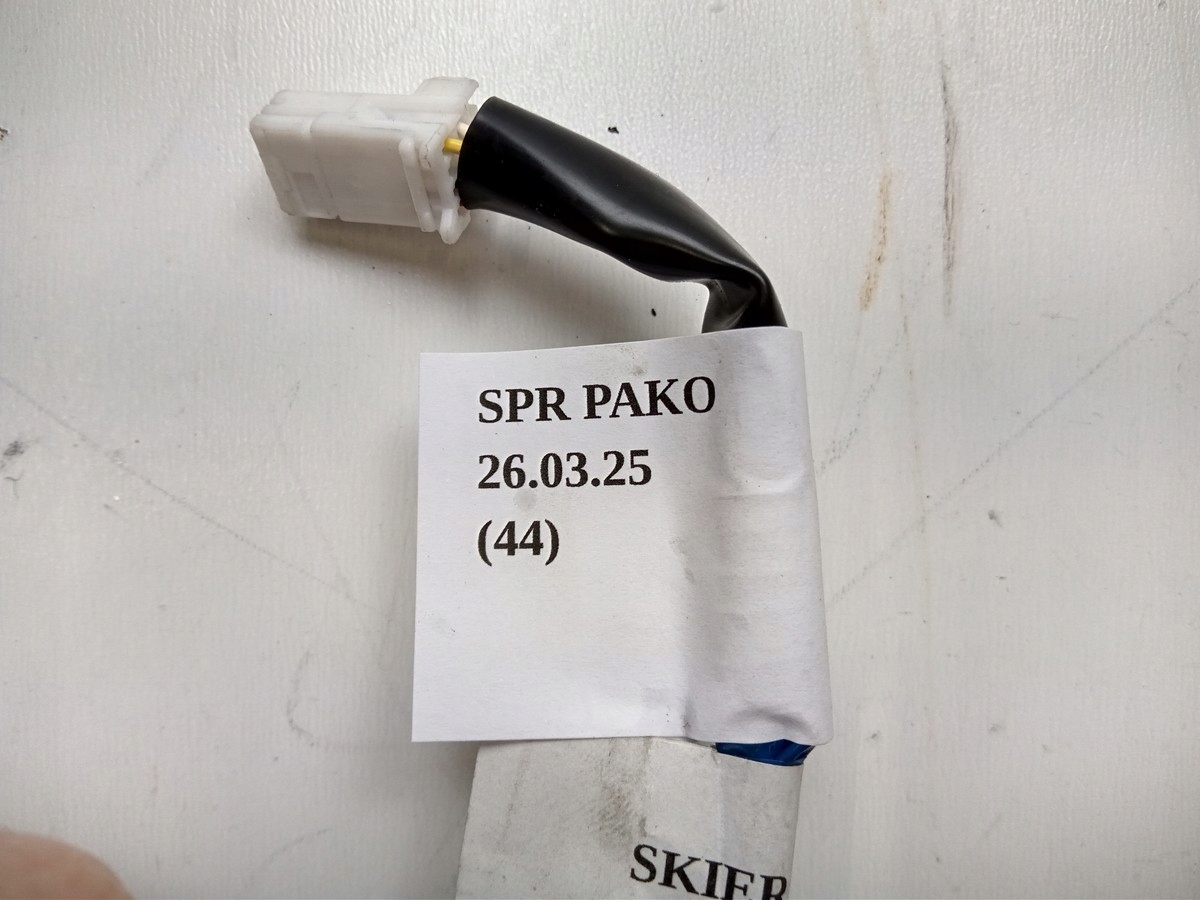 SPR PAKO
26.03.25
(44)
SKIER